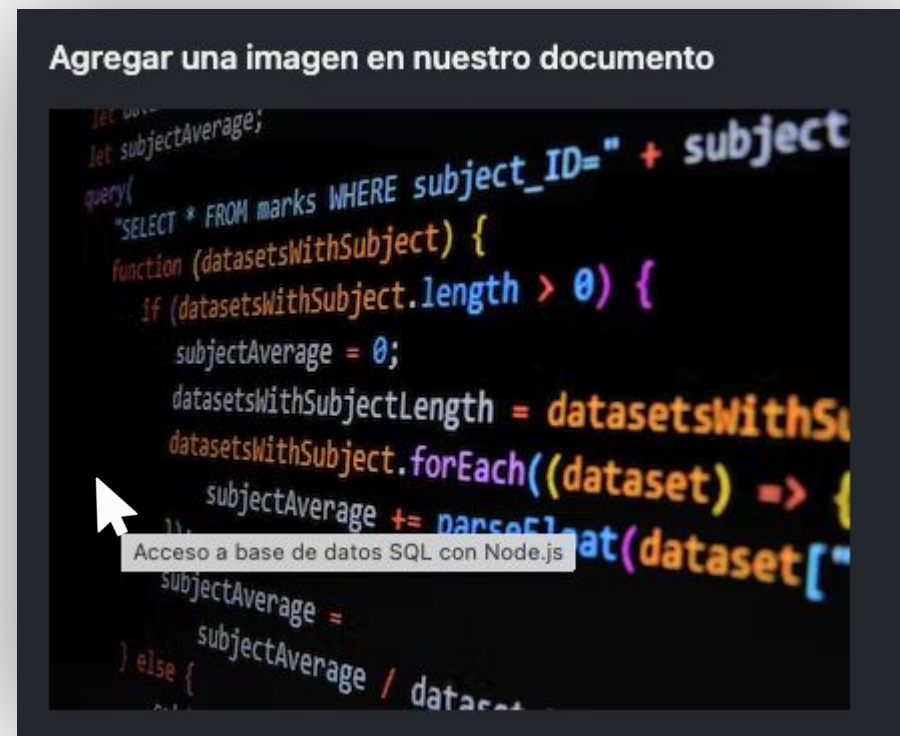 Agregar una imagen en nuestro documento
let
let subjectAverage;
query(
"SELECT * FROM marks WHERE subject_ID=" + subject
function (datasetsWithSubject) {
if (datasetsWithSubject.length > 0) {
subjectAverage = 0;
datasetsWithSubjectLength = datasetsWithSu
datasetsWithSubject.forEach((dataset) => {
subjectAverage += parseFloat(dataset["
});
Acceso a base de datos SQL con Node.js
subjectAverage =
subjectAverage / dataset
} else {